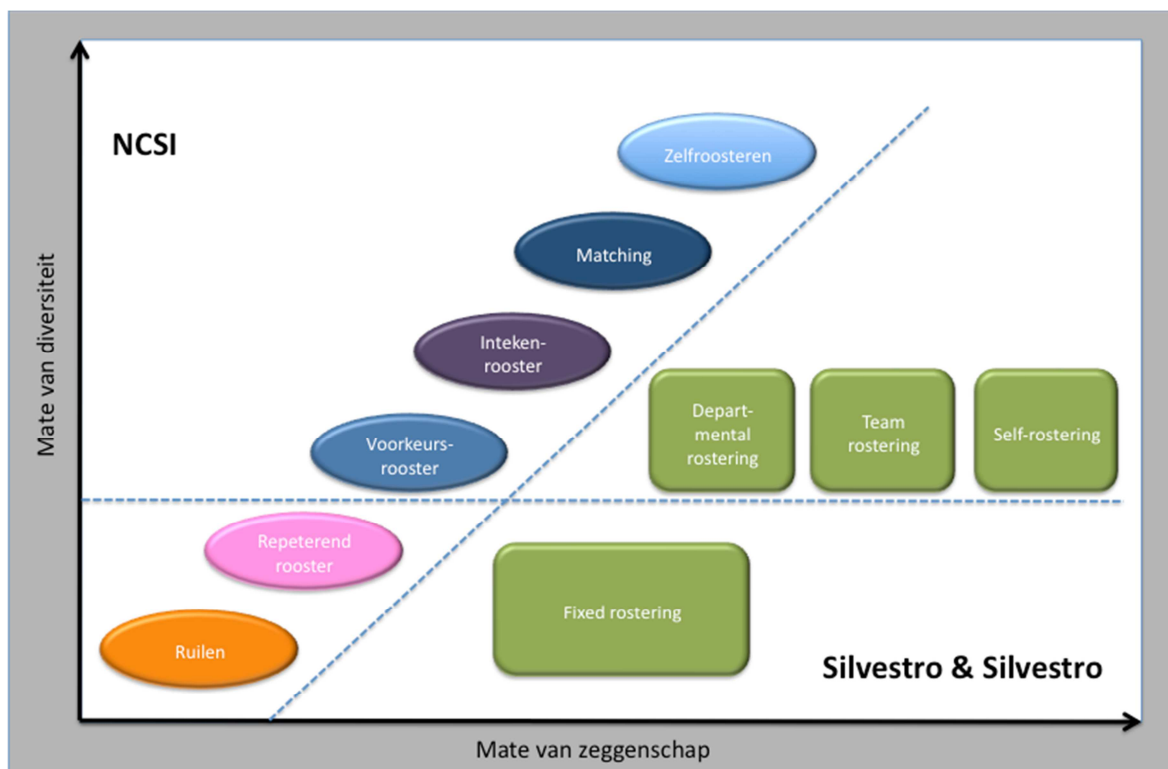 NCSI
Zelfroosteren
Matching
Inteken-
rooster
Voorkeurs-
rooster
Repeterend
rooster
Ruilen
Depart-
mental
rostering
Team
rostering
Self-rostering
Fixed rostering
Silvestro & Silvestro
Mate van diversiteit
Mate van zeggenschap